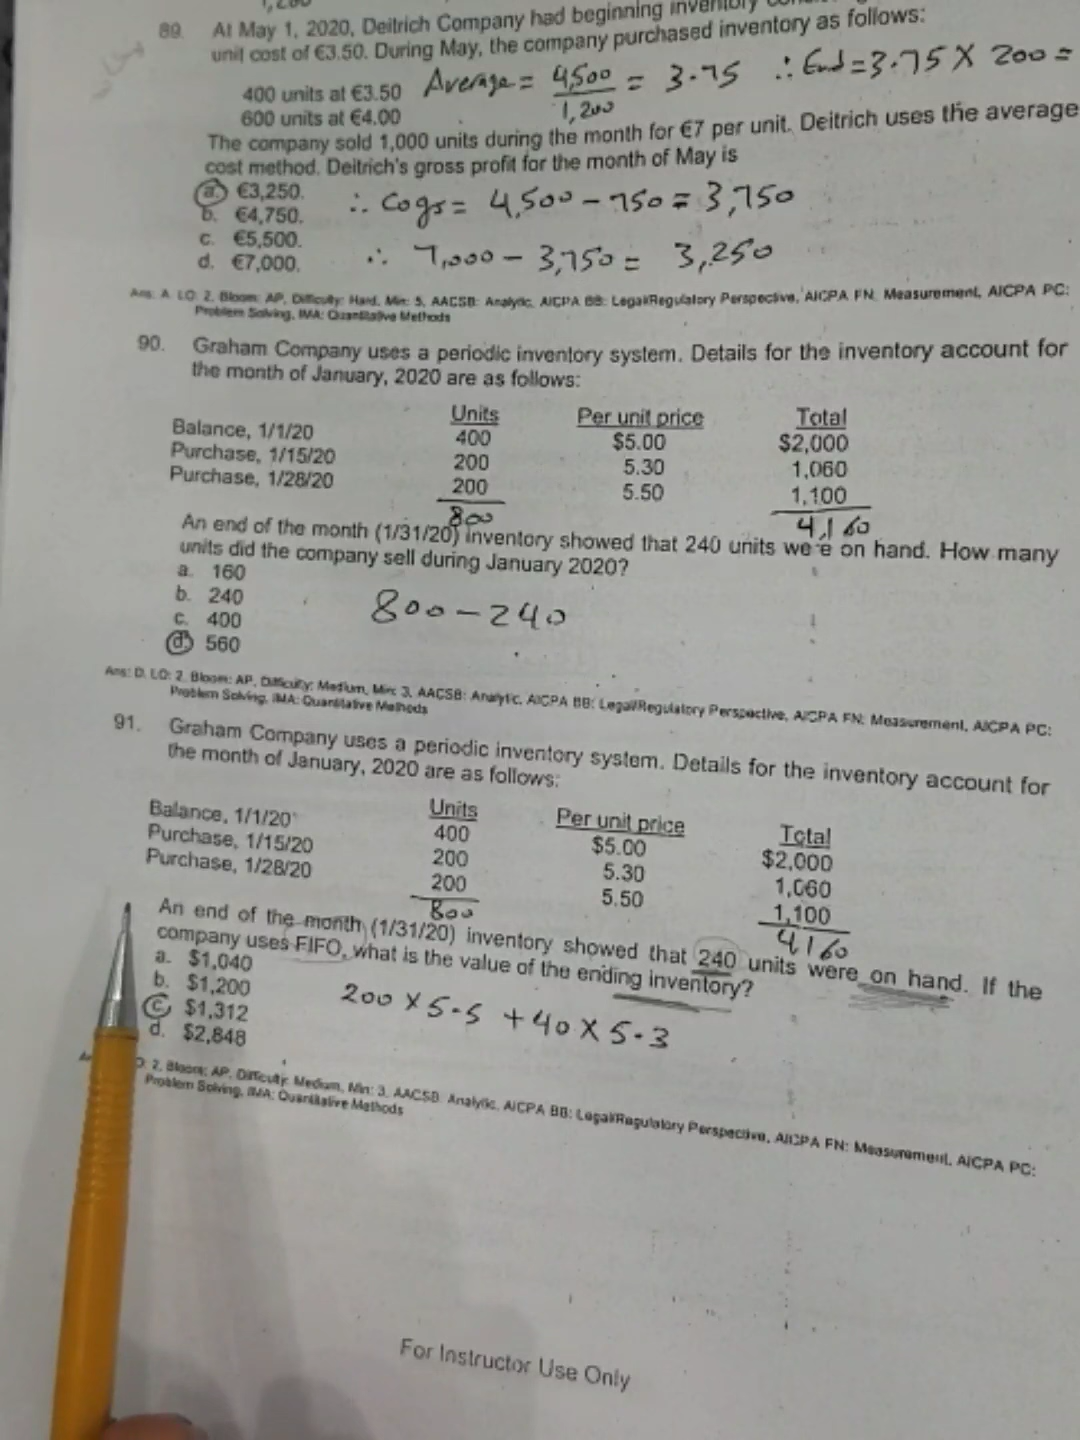 89. At May 1, 2020, Deitrich Company had beginning inventory
unit cost of €3.50. During May, the company purchased inventory as follows:
400 units at €3.50
600 units at €4.00
Average = 4,500 / 1,200 = 3.75 ∴ End = 3.75 × 200 =
The company sold 1,000 units during the month for €7 per unit. Deitrich uses the average
cost method. Deitrich's gross profit for the month of May is
a. €3,250.
b. €4,750.
c. €5,500.
d. €7,000.
∴ Cogs = 4,500 – 750 = 3,750
∴ 7,000 – 3,750 = 3,250
Ans: A LO: 2, Bloom: AP, Difficulty: Hard, Min: 5, AACSB: Analytic, AICPA BB: Legal/Regulatory Perspective, AICPA FN: Measurement, AICPA PC:
Problem Solving, IMA: Quantitative Methods
90. Graham Company uses a periodic inventory system. Details for the inventory account for
the month of January, 2020 are as follows:
Units Per unit price Total
Balance, 1/1/20 400 $5.00 $2,000
Purchase, 1/15/20 200 5.30 1,060
Purchase, 1/28/20 200 5.50 1,100
800 4,160
An end of the month (1/31/20) inventory showed that 240 units were on hand. How many
units did the company sell during January 2020?
a. 160
b. 240
c. 400
d. 560
800 – 240
Ans: D, LO: 2, Bloom: AP, Difficulty: Medium, Min: 3, AACSB: Analytic, AICPA BB: Legal/Regulatory Perspective, AICPA FN: Measurement, AICPA PC:
Problem Solving, IMA: Quantitative Methods
91. Graham Company uses a periodic inventory system. Details for the inventory account for
the month of January, 2020 are as follows:
Units Per unit price Total
Balance, 1/1/20 400 $5.00 $2,000
Purchase, 1/15/20 200 5.30 1,060
Purchase, 1/28/20 200 5.50 1,100
800 4160
An end of the month (1/31/20) inventory showed that 240 units were on hand. If the
company uses FIFO, what is the value of the ending inventory?
a. $1,040
b. $1,200
c. $1,312
d. $2,848
200 × 5.5 + 40 × 5.3
2, Bloom: AP, Difficulty: Medium, Min: 3, AACSB: Analytic, AICPA BB: Legal/Regulatory Perspective, AICPA FN: Measurement, AICPA PC:
Problem Solving, IMA: Quantitative Methods
For Instructor Use Only